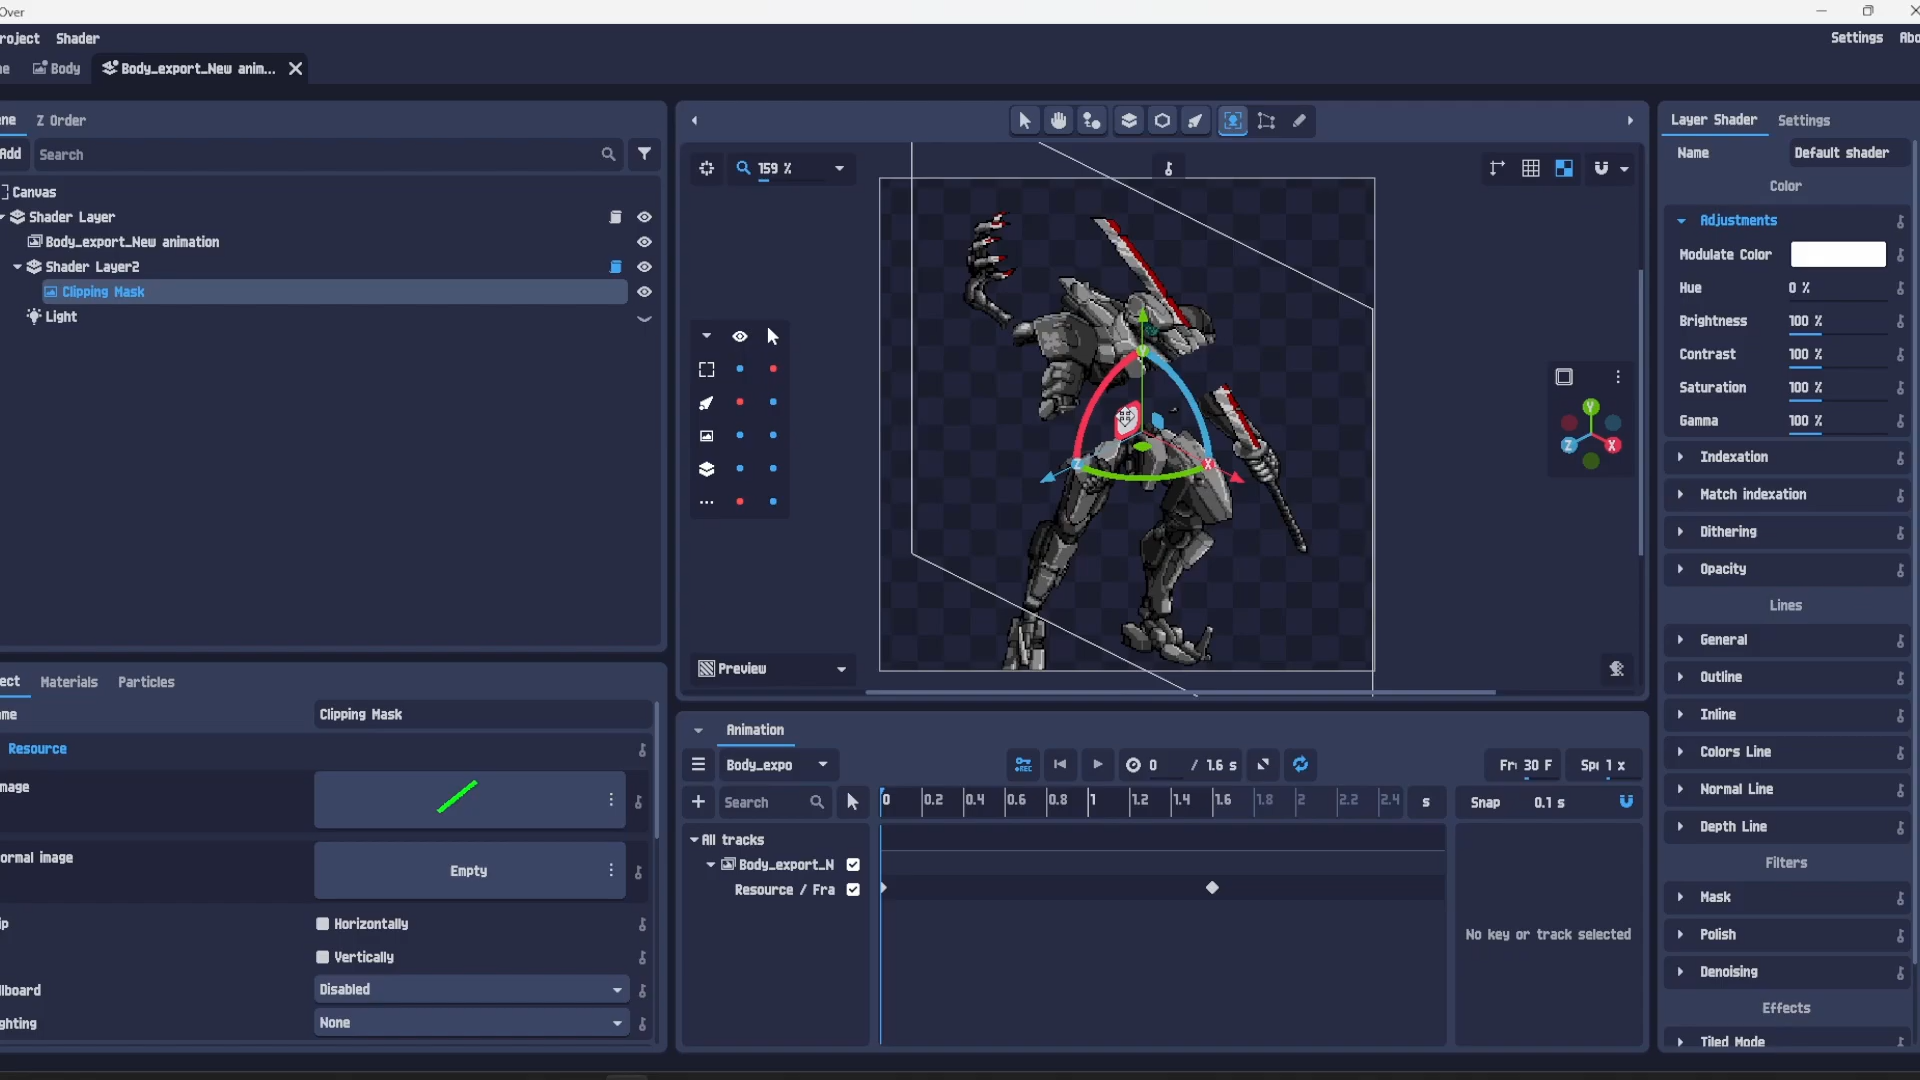 Over
roject Shader
Settings Abo
ne Body Body_export_New anim...
ene Z Order
Add Search
Canvas
Shader Layer
Body_export_New animation
Shader Layer2
Clipping Mask
Light
ect Materials Particles
me Clipping Mask
Resource
mage
ormal image Empty
ip Horizontally
Vertically
llboard Disabled
ghting None
159 %
Y
Z X
Y
Z X
Preview
Animation
Body_expo 0 / 1.6 s Fr: 30 F Spe 1 x
REC
Search 0 0.2 0.4 0.6 0.8 1 1.2 1.4 1.6 1.8 2 2.2 2.4 s Snap 0.1 s
All tracks
Body_export_N
Resource / Fra
No key or track selected
Layer Shader Settings
Name Default shader
Color
Adjustments
Modulate Color
Hue 0 %
Brightness 100 %
Contrast 100 %
Saturation 100 %
Gamma 100 %
Indexation
Match indexation
Dithering
Opacity
Lines
General
Outline
Inline
Colors Line
Normal Line
Depth Line
Filters
Mask
Polish
Denoising
Effects
Tiled Mode